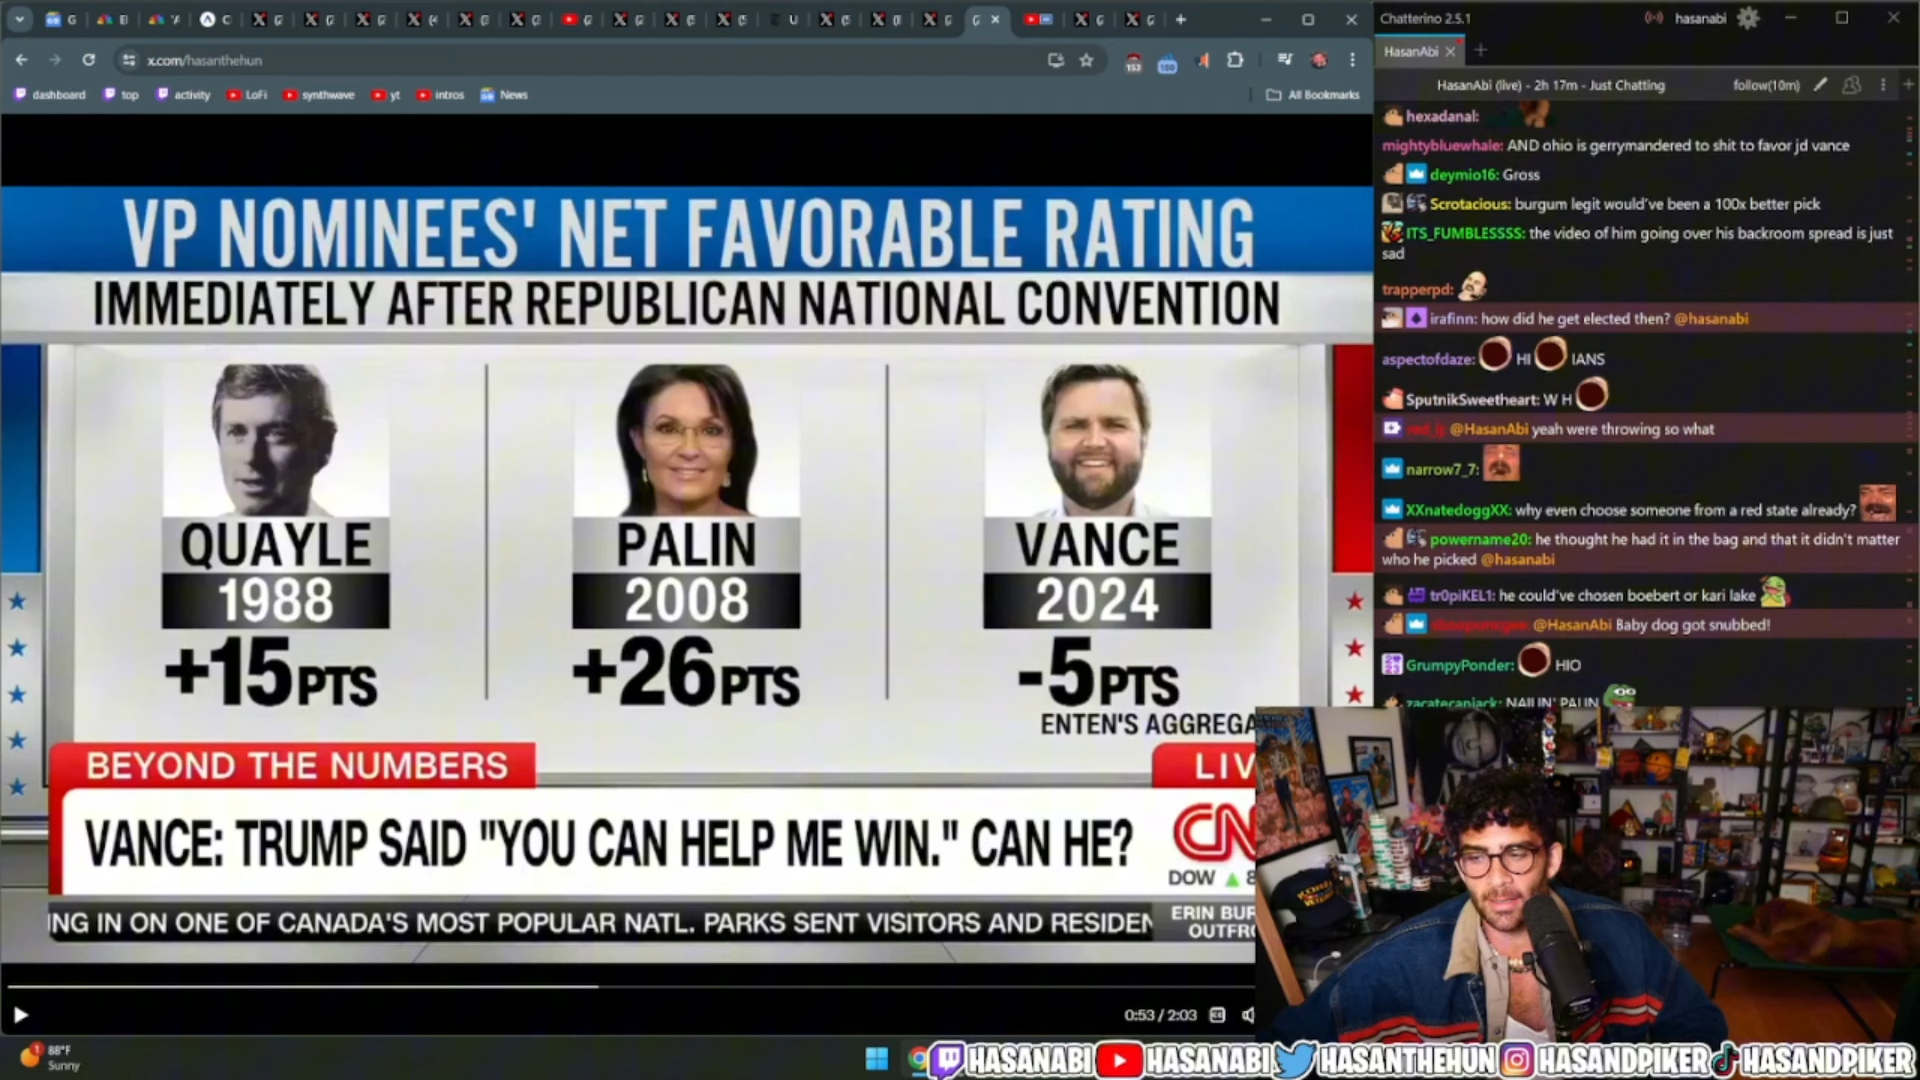 Chatterino 2.5.1
hasanabi
x.com/hasanthehun
153
100
HasanAbi
dashboard
top
activity
LoFi
synthwave
yt
intros
News
All Bookmarks
HasanAbi (live) - 2h 17m - Just Chatting
follow(10m)
hexadanal:
mightybluewhale: AND ohio is gerrymandered to shit to favor jd vance
deymio16: Gross
Scrotacious: burgum legit would've been a 100x better pick
ITS_FUMBLESSSS: the video of him going over his backroom spread is just
sad
trapperpd:
irafinn: how did he get elected then? @hasanabi
aspectofdaze: HI IANS
SputnikSweetheart: W H
@HasanAbi yeah were throwing so what
narrow7_7:
XXnatedoggXX: why even choose someone from a red state already?
powername20: he thought he had it in the bag and that it didn't matter
who he picked @hasanabi
tr0piKEL1: he could've chosen boebert or kari lake
@HasanAbi Baby dog got snubbed!
GrumpyPonder: HIO
zacatecanjack: NAILIN' PALIN
VP NOMINEES' NET FAVORABLE RATING
IMMEDIATELY AFTER REPUBLICAN NATIONAL CONVENTION
QUAYLE
1988
+15PTS
PALIN
2008
+26PTS
VANCE
2024
-5PTS
ENTEN'S AGGREGA
BEYOND THE NUMBERS
LIV
VANCE: TRUMP SAID "YOU CAN HELP ME WIN." CAN HE?
CN
DOW
ING IN ON ONE OF CANADA'S MOST POPULAR NATL. PARKS SENT VISITORS AND RESIDEN
ERIN BUR
OUTFR
0:53 / 2:03
1
88°F
Sunny
HASANABI
HASANABI
HASANTHEHUN
HASANDPIKER
HASANDPIKER